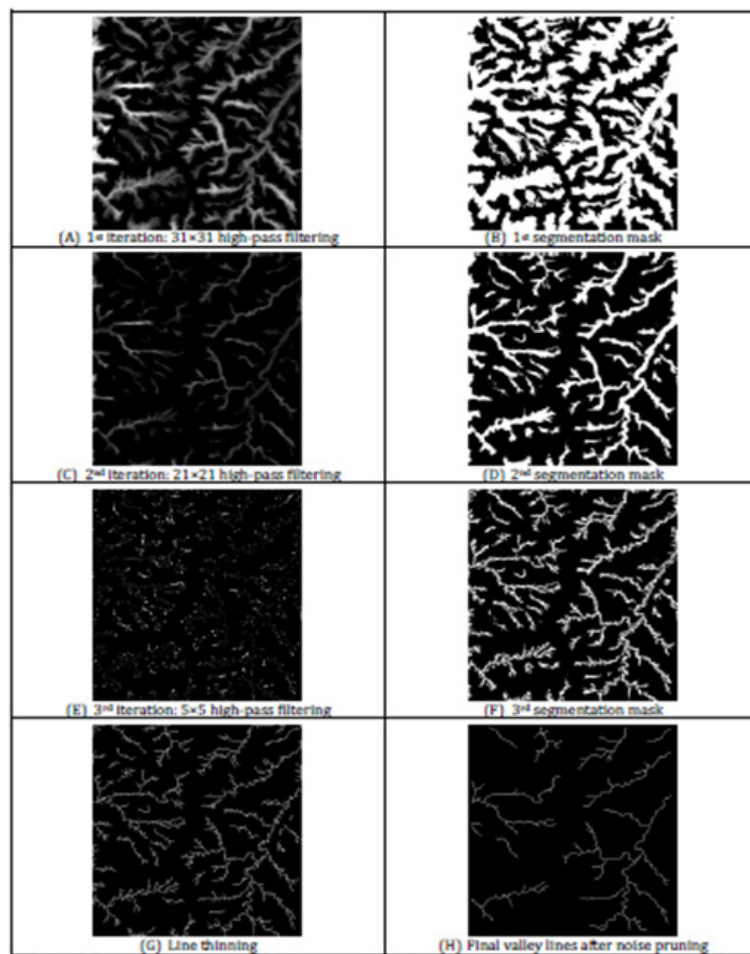 (A) 1st iteration: 31×31 high-pass filtering
(B) 1st segmentation mask
(C) 2nd iteration: 21×21 high-pass filtering
(D) 2nd segmentation mask
(E) 3rd iteration: 5×5 high-pass filtering
(F) 3rd segmentation mask
(G) Line thinning
(H) Final valley lines after noise pruning